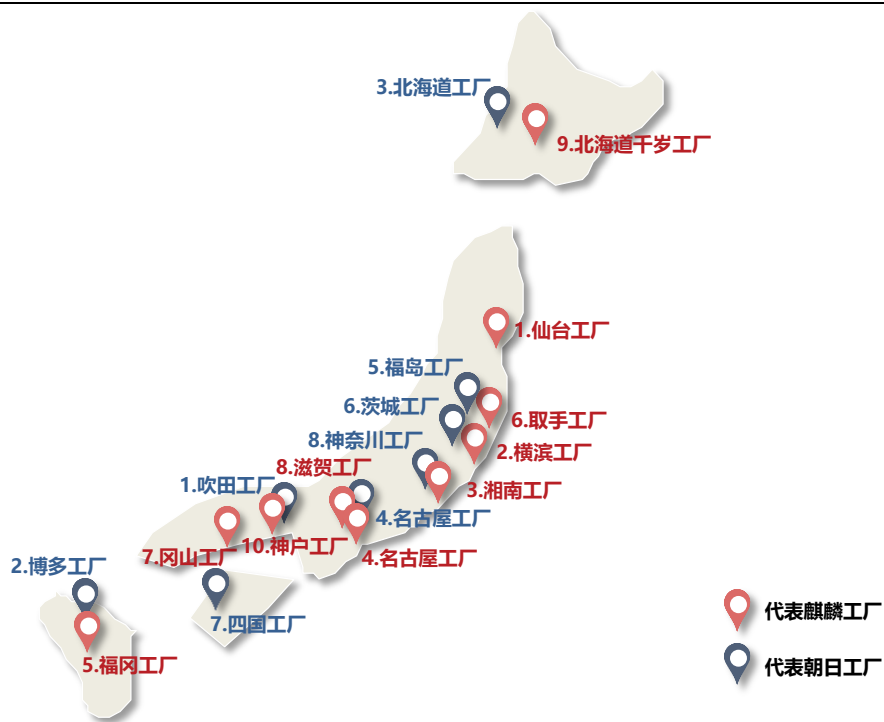 3.北海道工厂
9.北海道千岁工厂
1.仙台工厂
5.福岛工厂
6.茨城工厂
6.取手工厂
8.神奈川工厂
2.横滨工厂
8.滋贺工厂
1.吹田工厂
3.湘南工厂
4.名古屋工厂
10.神户工厂
7.冈山工厂
4.名古屋工厂
2.博多工厂
7.四国工厂
5.福冈工厂
代表麒麟工厂
代表朝日工厂